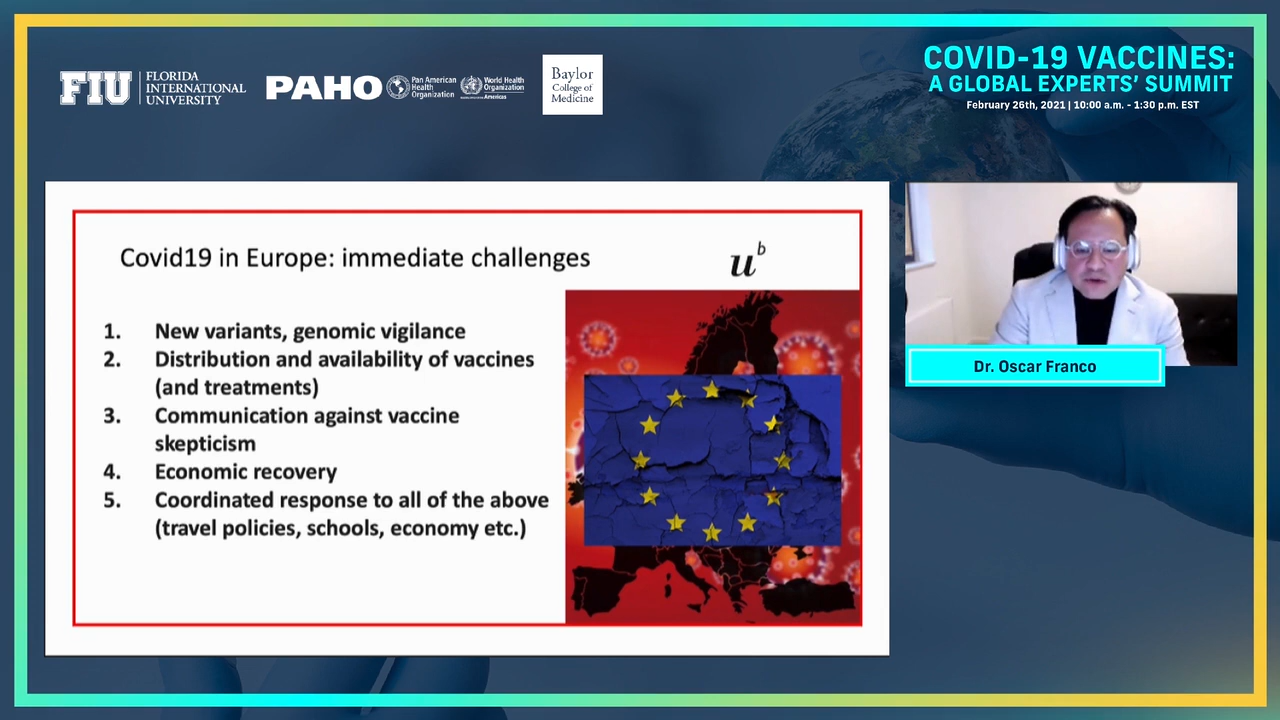 FIU
FLORIDA
INTERNATIONAL
UNIVERSITY
PAHO
Pan American
Health
Organization
World Health
Organization
Americas
Baylor
College of
Medicine
COVID-19 VACCINES:
A GLOBAL EXPERTS' SUMMIT
February 26th, 2021 | 10:00 a.m. - 1:30 p.m. EST
Covid19 in Europe: immediate challenges
u b
1. New variants, genomic vigilance
2. Distribution and availability of vaccines
(and treatments)
3. Communication against vaccine
skepticism
4. Economic recovery
5. Coordinated response to all of the above
(travel policies, schools, economy etc.)
Dr. Oscar Franco